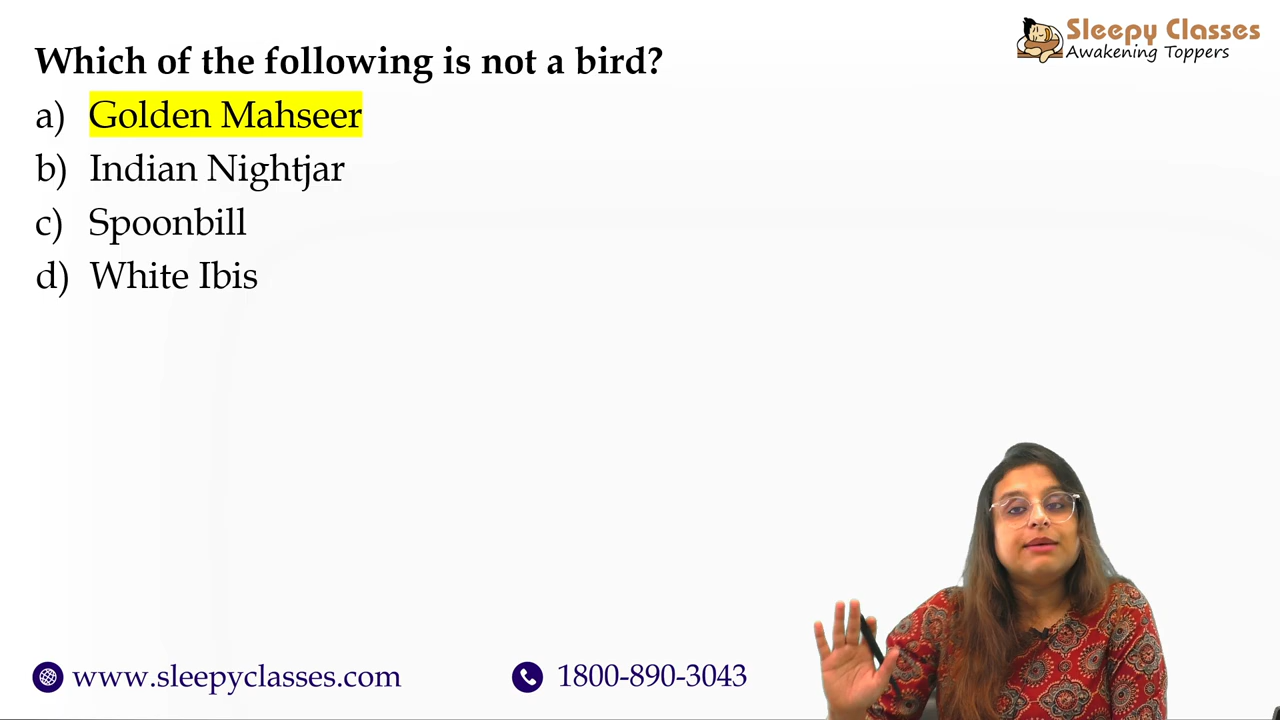 Sleepy Classes
Awakening Toppers
Which of the following is not a bird?
a) Golden Mahseer
b) Indian Nightjar
c) Spoonbill
d) White Ibis
www.sleepyclasses.com
1800-890-3043